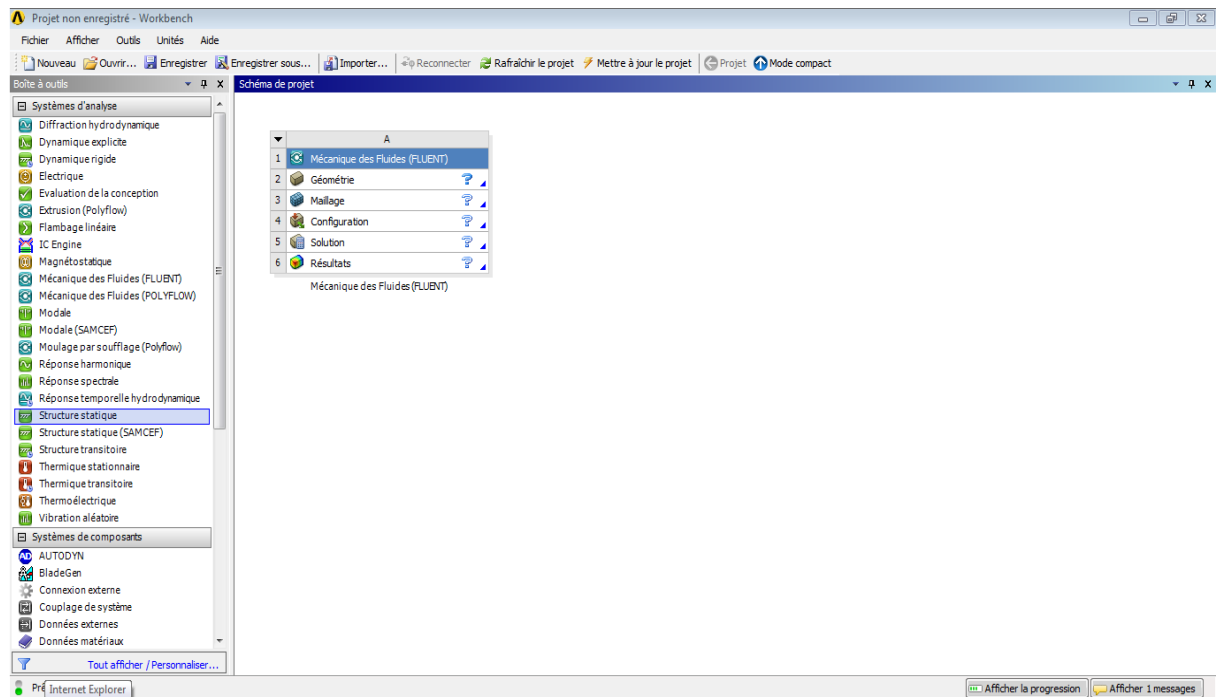 Projet non enregistré - Workbench
Fichier Afficher Outils Unités Aide
Nouveau Ouvrir... Enregistrer Enregistrer sous... Importer... Reconnecter Rafraîchir le projet Mettre à jour le projet Projet Mode compact
Boîte à outils
Systèmes d'analyse
Diffraction hydrodynamique
Dynamique explicite
Dynamique rigide
Electrique
Evaluation de la conception
Extrusion (Polyflow)
Flambage linéaire
IC Engine
Magnétostatique
Mécanique des Fluides (FLUENT)
Mécanique des Fluides (POLYFLOW)
Modale
Modale (SAMCEF)
Moulage par soufflage (Polyflow)
Réponse harmonique
Réponse spectrale
Réponse temporelle hydrodynamique
Structure statique
Structure statique (SAMCEF)
Structure transitoire
Thermique stationnaire
Thermique transitoire
Thermoélectrique
Vibration aléatoire
Systèmes de composants
AUTODYN
BladeGen
Connexion externe
Couplage de système
Données externes
Données matériaux
Tout afficher / Personnaliser...
Schéma de projet
A
1 Mécanique des Fluides (FLUENT)
2 Géométrie ?
3 Maillage ?
4 Configuration ?
5 Solution ?
6 Résultats ?
Mécanique des Fluides (FLUENT)
Internet Explorer
Afficher la progression Afficher 1 messages